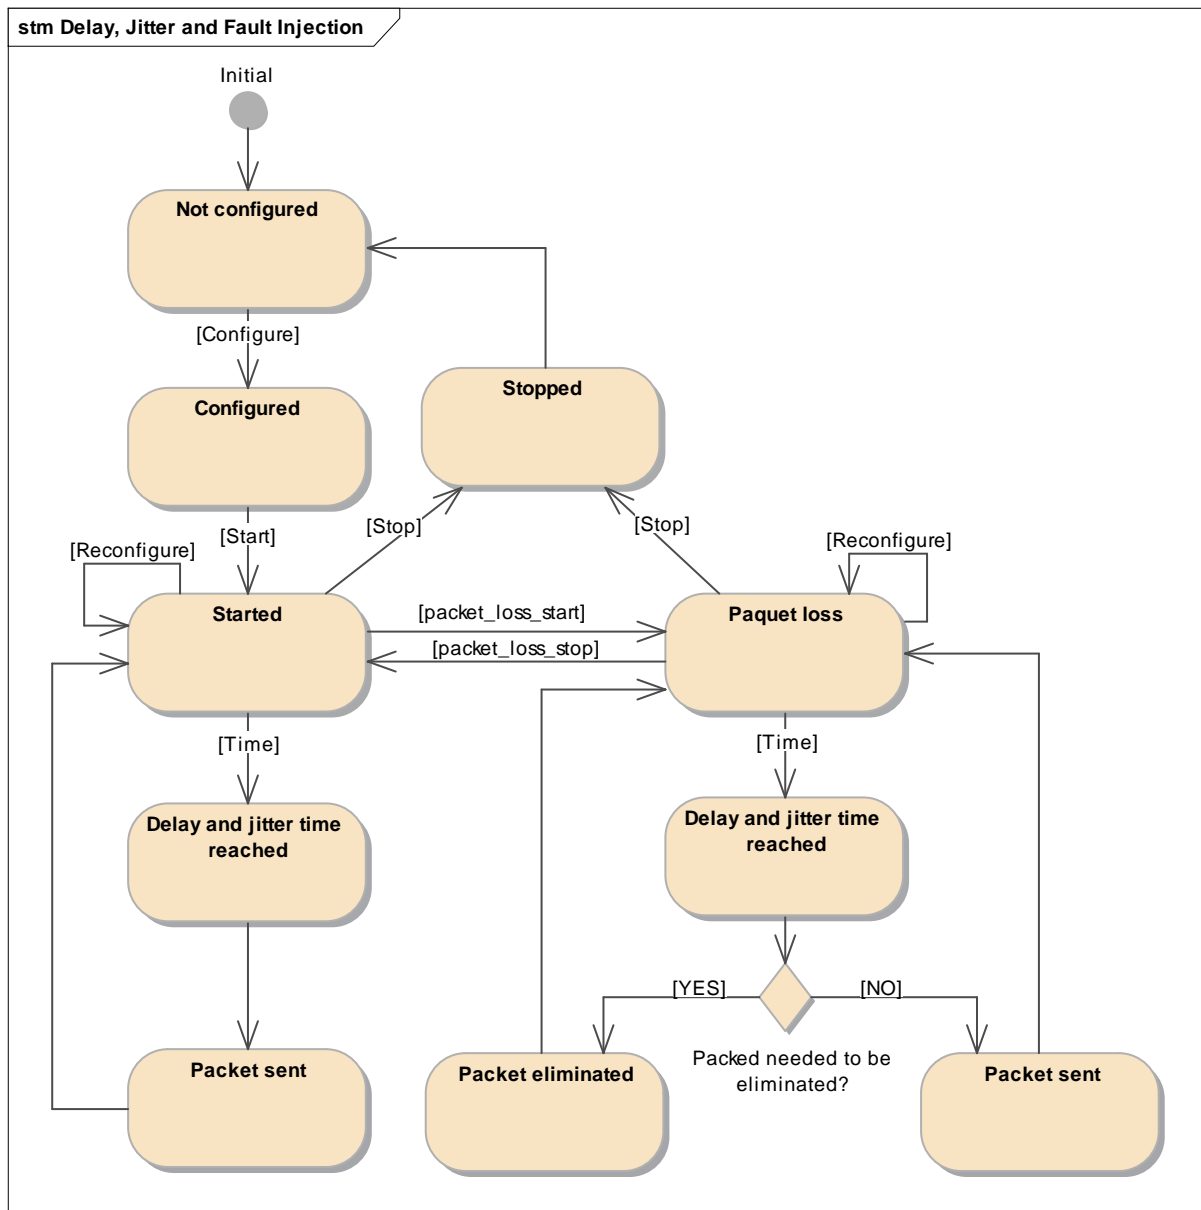 stm Delay, Jitter and Fault Injection
Initial
Not configured
[Configure]
Configured
Stopped
[Start]
[Stop]
[Stop]
[Reconfigure]
[Reconfigure]
Started
[packet_loss_start]
Paquet loss
[packet_loss_stop]
[Time]
[Time]
Delay and jitter time
reached
Delay and jitter time
reached
[YES]
[NO]
Packet sent
Packet eliminated
Packed needed to be
eliminated?
Packet sent